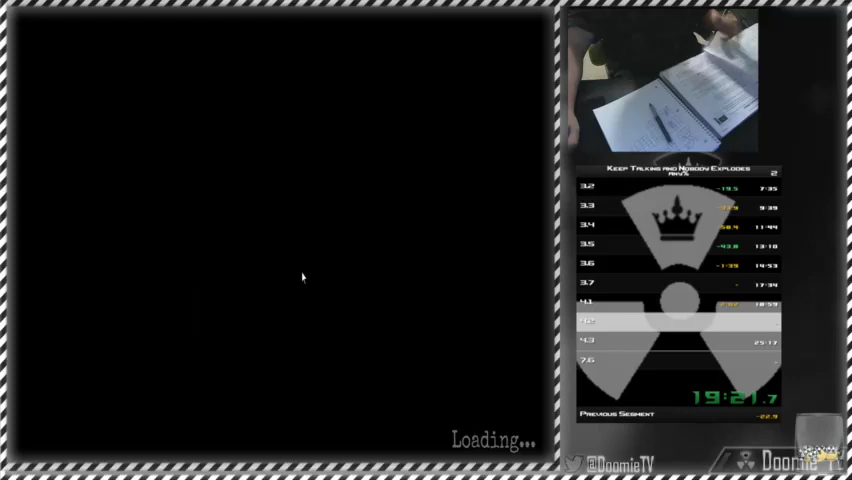 Loading...
Keep Talking and Nobody Explodes
Any%
2
3.2 -19.5 7:35
3.3 9:39
3.4 11:44
3.5 -43.8 13:18
3.6 -1:39 14:53
3.7 - 17:34
4.1 18:59
4.2
4.3 25:17
7.6 -
19:21.7
Previous Segment -22.9
@DoomieTV